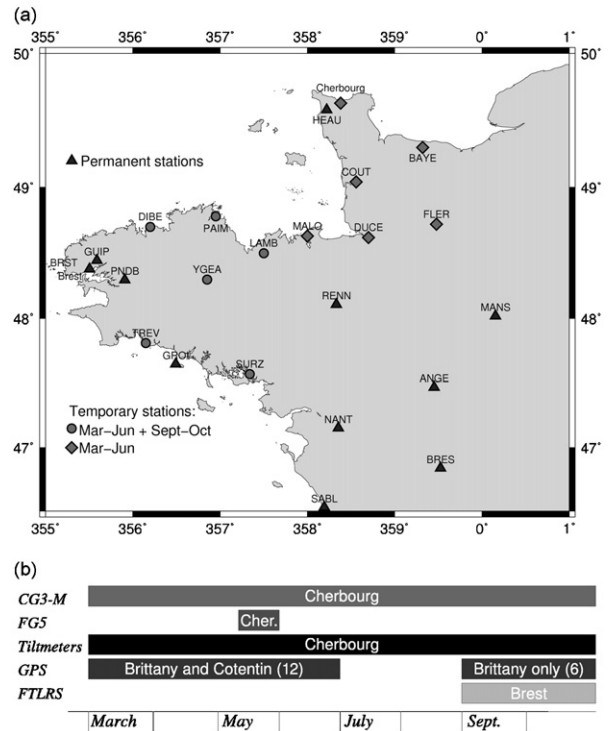 (a)
355 356 357 358 359 0 1
50˚ 50˚
Cherbourg
HEAU
BAYE
Permanent stations
COUT
49˚ 49˚
DIBE
PAIM
FLER
MALO
DUCE
LAMB
GUIP
BRST
Brest
PNDB
YGEA
RENN
MANS
48˚ 48˚
TREV
GROI
SURZ
ANGE
Temporary stations:
Mar-Jun + Sept-Oct
Mar-Jun
NANT
47˚ 47˚
BRES
SABL
355 356˚ 357˚ 358˚ 359˚ 0˚ 1˚
(b)
CG3-M Cherbourg
FG5 Cher.
Tiltmeters Cherbourg
GPS Brittany and Cotentin (12) Brittany only (6)
FTLRS Brest
March May July Sept.